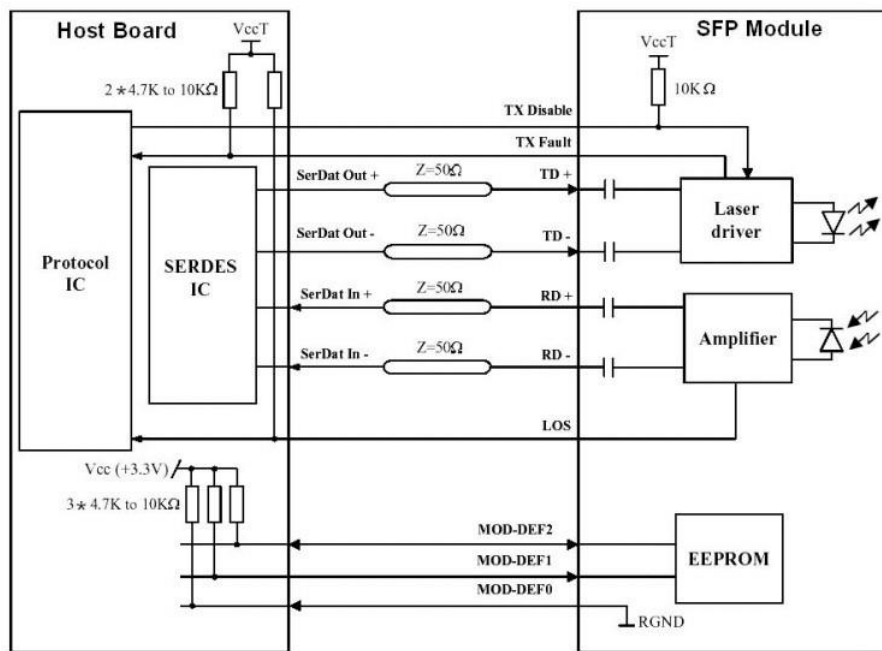 Host Board
SFP Module
VccT
VccT
2*4.7K to 10KΩ
10KΩ
TX Disable
TX Fault
SerDat Out +
Z=50Ω
TD +
Laser
driver
SerDat Out -
Z=50Ω
TD -
Protocol
IC
SERDES
IC
SerDat In +
Z=50Ω
RD +
Amplifier
SerDat In -
Z=50Ω
RD -
LOS
Vcc (+3.3V)
3*4.7K to 10KΩ
MOD-DEF2
MOD-DEF1
EEPROM
MOD-DEF0
RGND